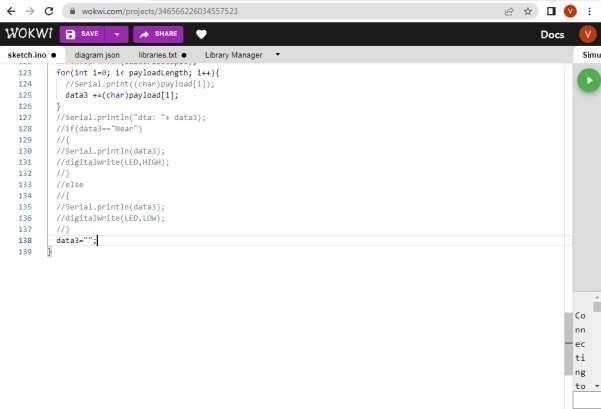 wokwi.com/projects/346566226034557523
V
WOKWI
SAVE
SHARE
Docs
V
sketch.ino
diagram.json
libraries.txt
Library Manager
Simu
123 for(int i=0; i< payloadLength; i++){
124 //Serial.print((char)payload[i]);
125 data3 +=(char)payload[i];
126 }
127 //Serial.println("dta: "+ data3);
128 //if(data3=="Near")
129 //{
130 //Serial.println(data3);
131 //digitalWrite(LED,HIGH);
132 //}
133 //else
134 //{
135 //Serial.println(data3);
136 //digitalWrite(LED,LOW);
137 //}
138 data3="";
139 }
Co
nn
ec
ti
ng
to